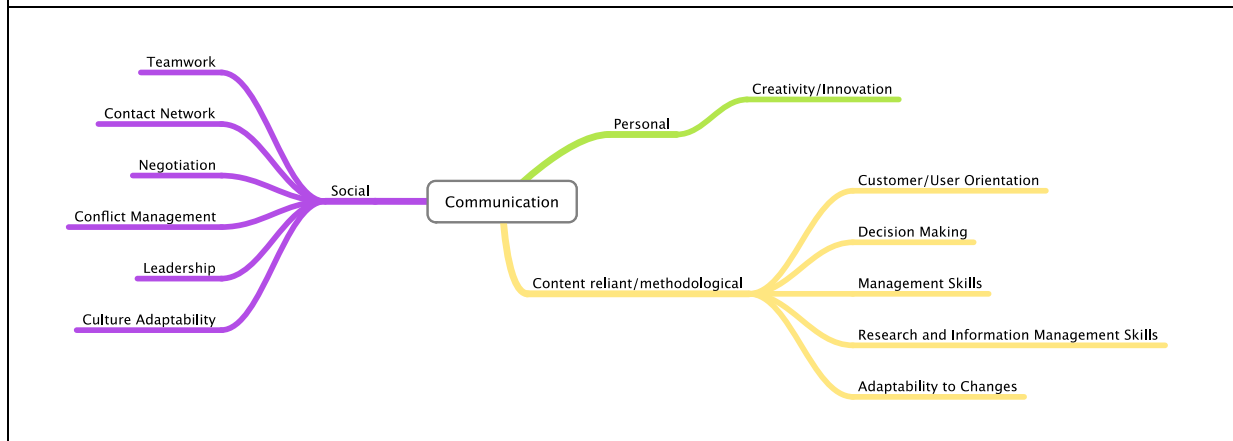 Teamwork
Contact Network
Negotiation
Conflict Management
Leadership
Culture Adaptability
Social
Communication
Personal
Creativity/Innovation
Content reliant/methodological
Customer/User Orientation
Decision Making
Management Skills
Research and Information Management Skills
Adaptability to Changes